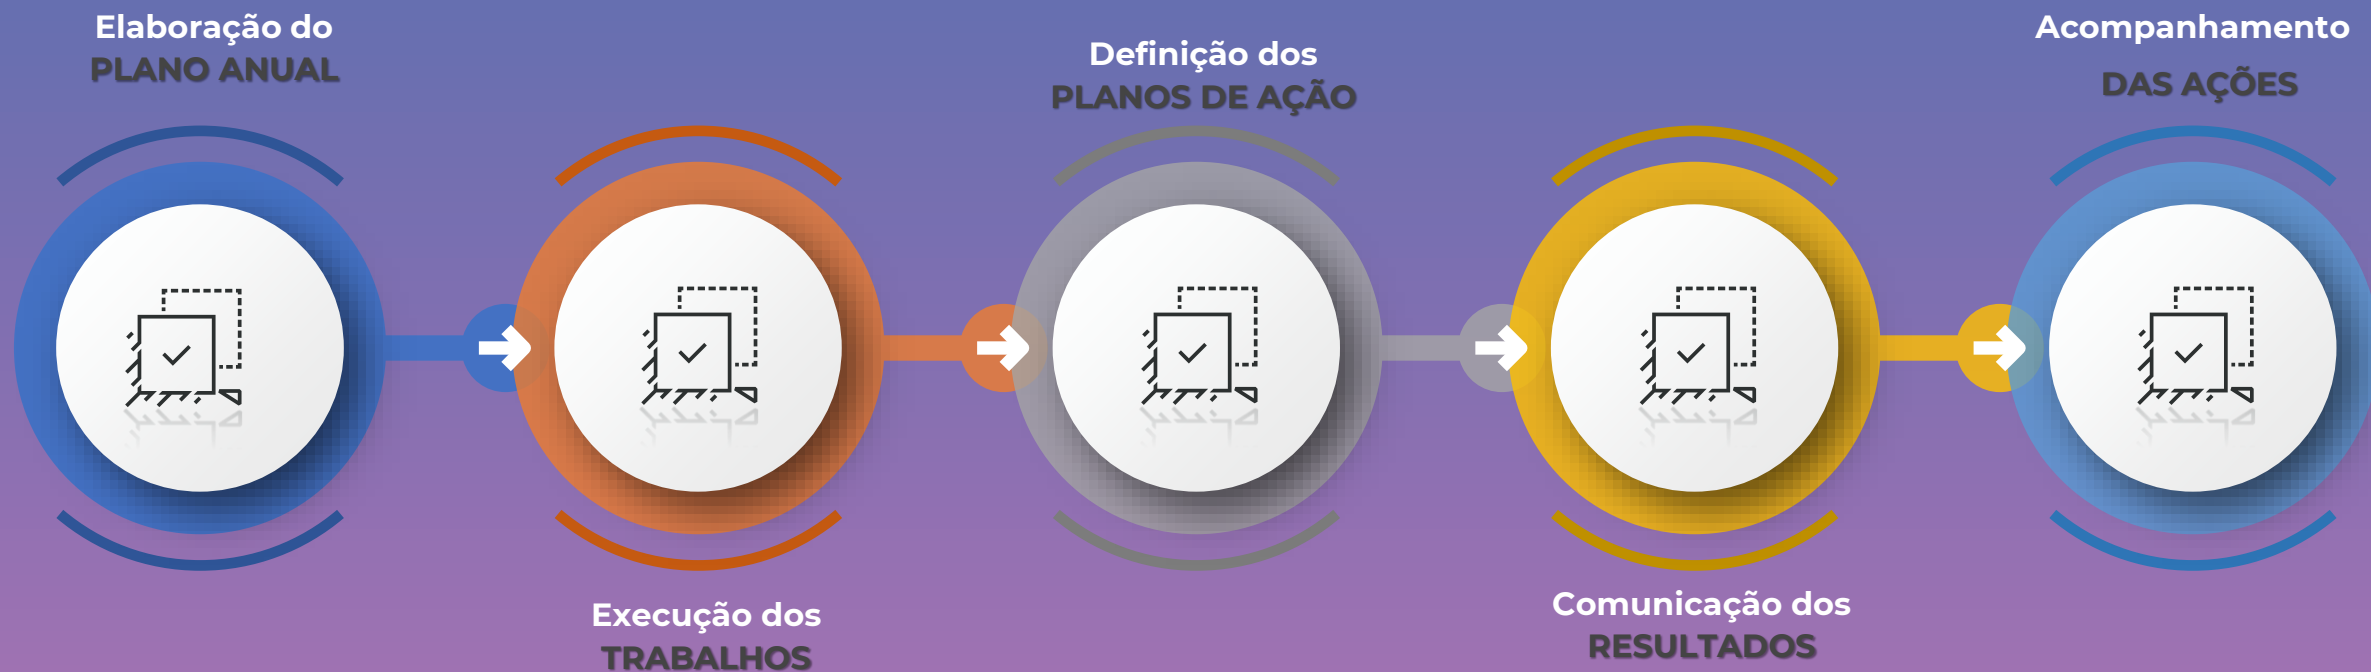 Elaboração do
PLANO ANUAL
Execução dos
TRABALHOS
Definição dos
PLANOS DE AÇÃO
Comunicação dos
RESULTADOS
Acompanhamento
DAS AÇÕES